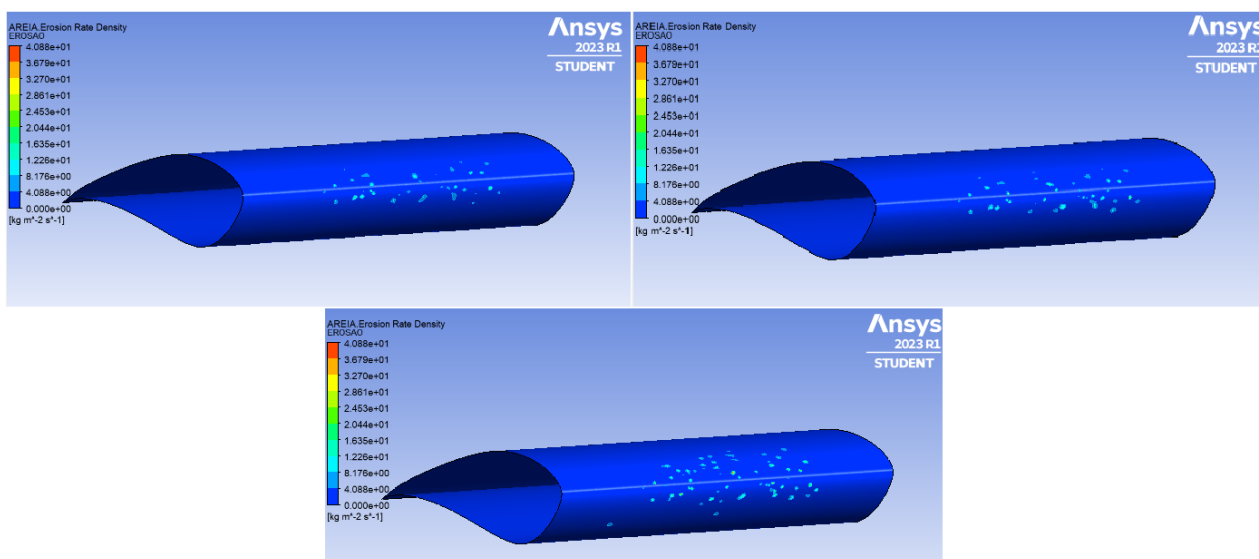 AREIA.Erosion Rate Density
EROSAO
4.088e+01
3.679e+01
3.270e+01
2.861e+01
2.453e+01
2.044e+01
1.635e+01
1.226e+01
8.176e+00
4.088e+00
0.000e+00
[kg m^-2 s^-1]
Ansys
2023 R1
STUDENT
AREIA.Erosion Rate Density
EROSAO
4.088e+01
3.679e+01
3.270e+01
2.861e+01
2.453e+01
2.044e+01
1.635e+01
1.226e+01
8.176e+00
4.088e+00
0.000e+00
[kg m^-2 s^-1]
Ansys
STUDENT
AREIA.Erosion Rate Density
EROSAO
4.088e+01
3.679e+01
3.270e+01
2.861e+01
2.453e+01
2.044e+01
1.635e+01
1.226e+01
8.176e+00
4.088e+00
0.000e+00
[kg m^-2 s^-1]
Ansys
2023 R1
STUDENT